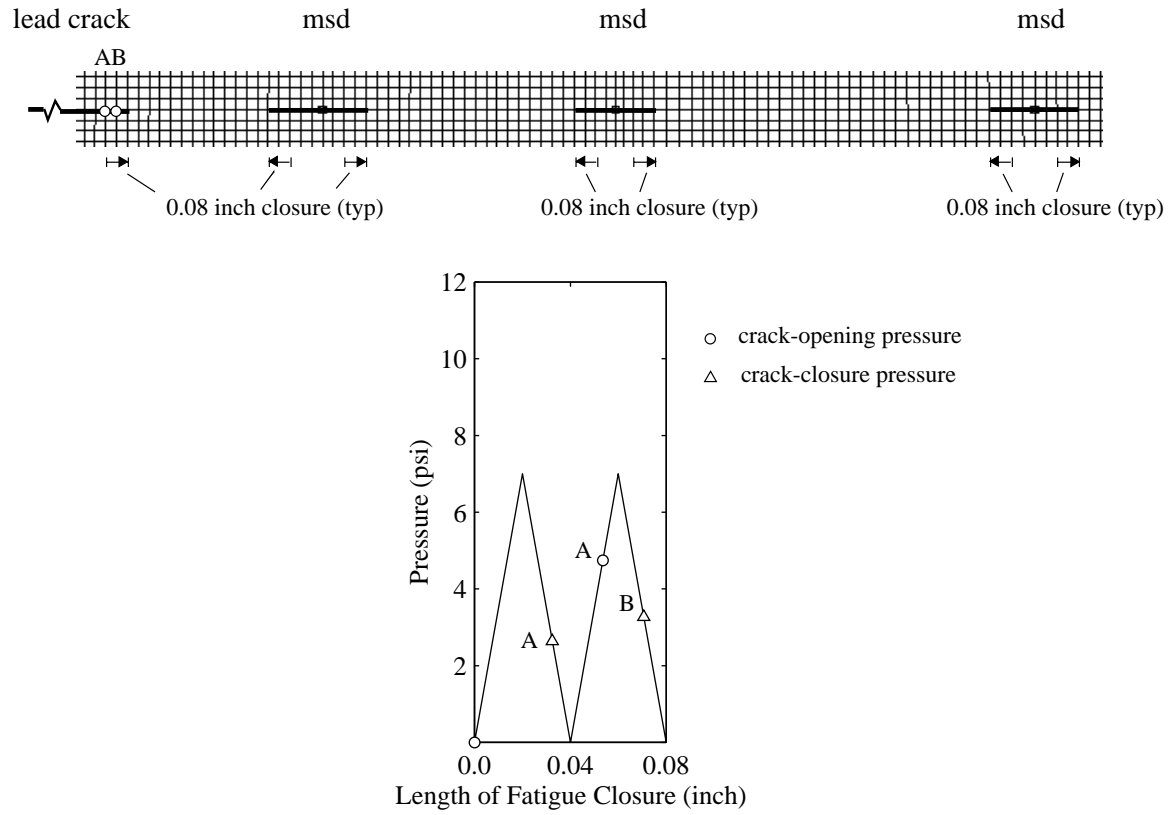 lead crack msd msd msd
AB
0.08 inch closure (typ) 0.08 inch closure (typ) 0.08 inch closure (typ)
12
10
8
6
4
2
Pressure (psi)
A
B
A
0.0 0.04 0.08
Length of Fatigue Closure (inch)
crack-opening pressure
crack-closure pressure